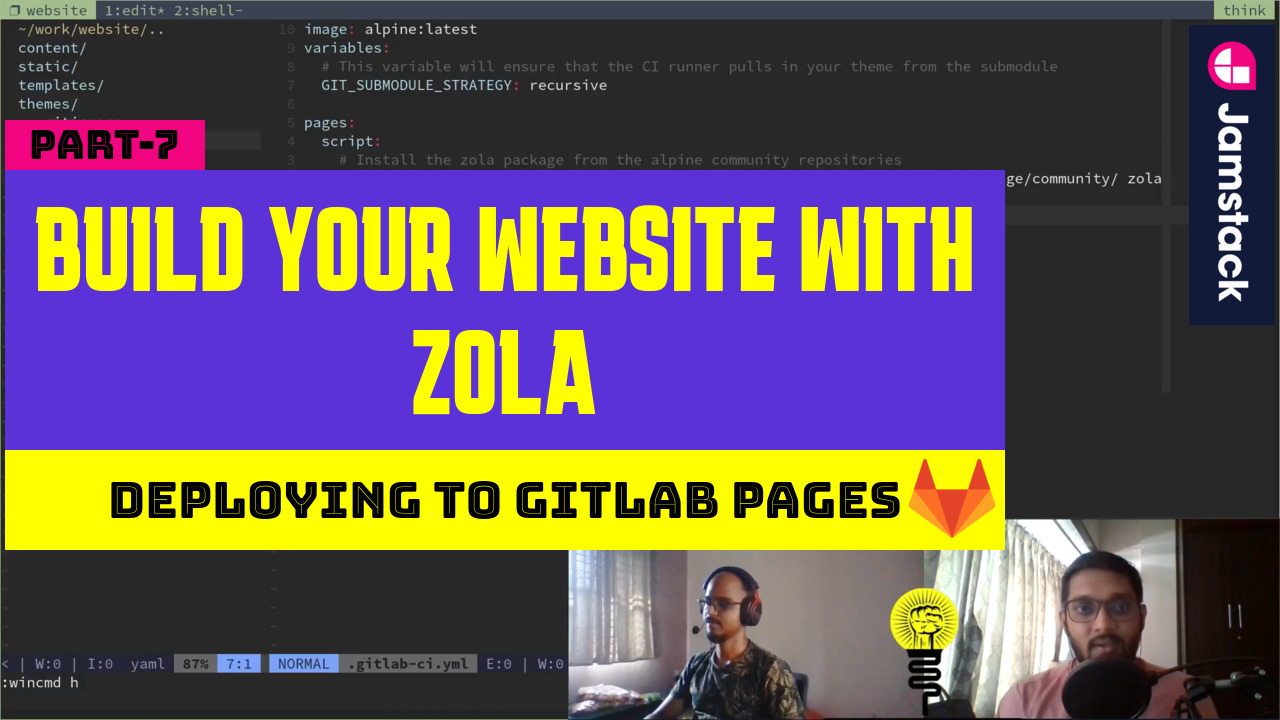 website 1:edit* 2:shell- think
~/work/website/..
content/
static/
templates/
themes/
10 image: alpine:latest
9 variables:
8 # This variable will ensure that the CI runner pulls in your theme from the submodule
7 GIT_SUBMODULE_STRATEGY: recursive
6
5 pages:
4 script:
3 # Install the zola package from the alpine community repositories
ge/community/ zola
Jamstack
PART-7
BUILD YOUR WEBSITE WITH
ZOLA
DEPLOYING TO GITLAB PAGES
< | W:0 | I:0 yaml 87% 7:1 NORMAL .gitlab-ci.yml E:0 | W:0
:wincmd h